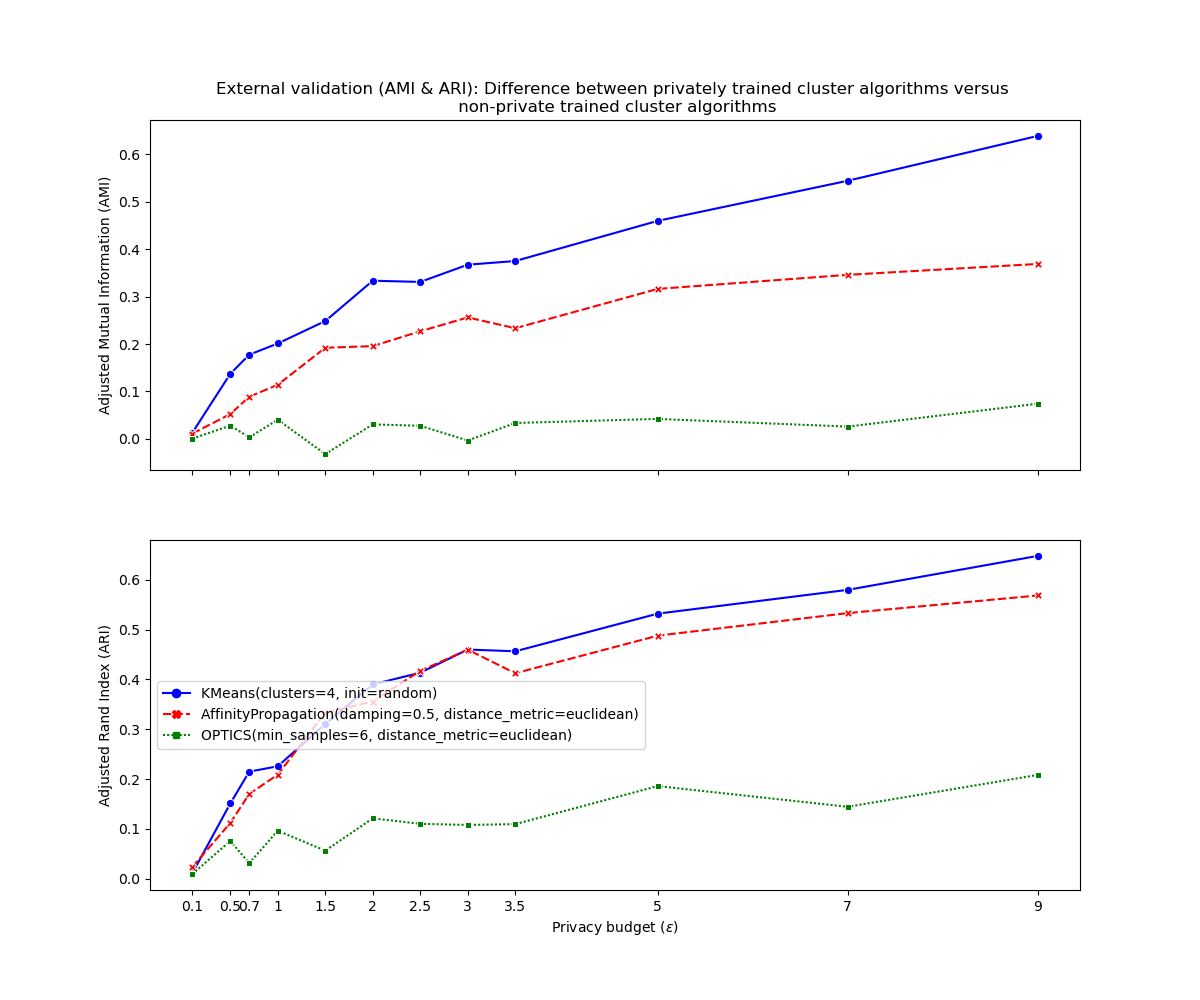 External validation (AMI & ARI): Difference between privately trained cluster algorithms versus
non-private trained cluster algorithms
Adjusted Mutual Information (AMI)
0.6
0.5
0.4
0.3
0.2
0.1
0.0
Adjusted Rand Index (ARI)
0.6
0.5
0.4
0.3
0.2
0.1
0.0
KMeans(clusters=4, init=random)
AffinityPropagation(damping=0.5, distance_metric=euclidean)
OPTICS(min_samples=6, distance_metric=euclidean)
0.1 0.5 0.7 1 1.5 2 2.5 3 3.5 5 7 9
Privacy budget (ε)